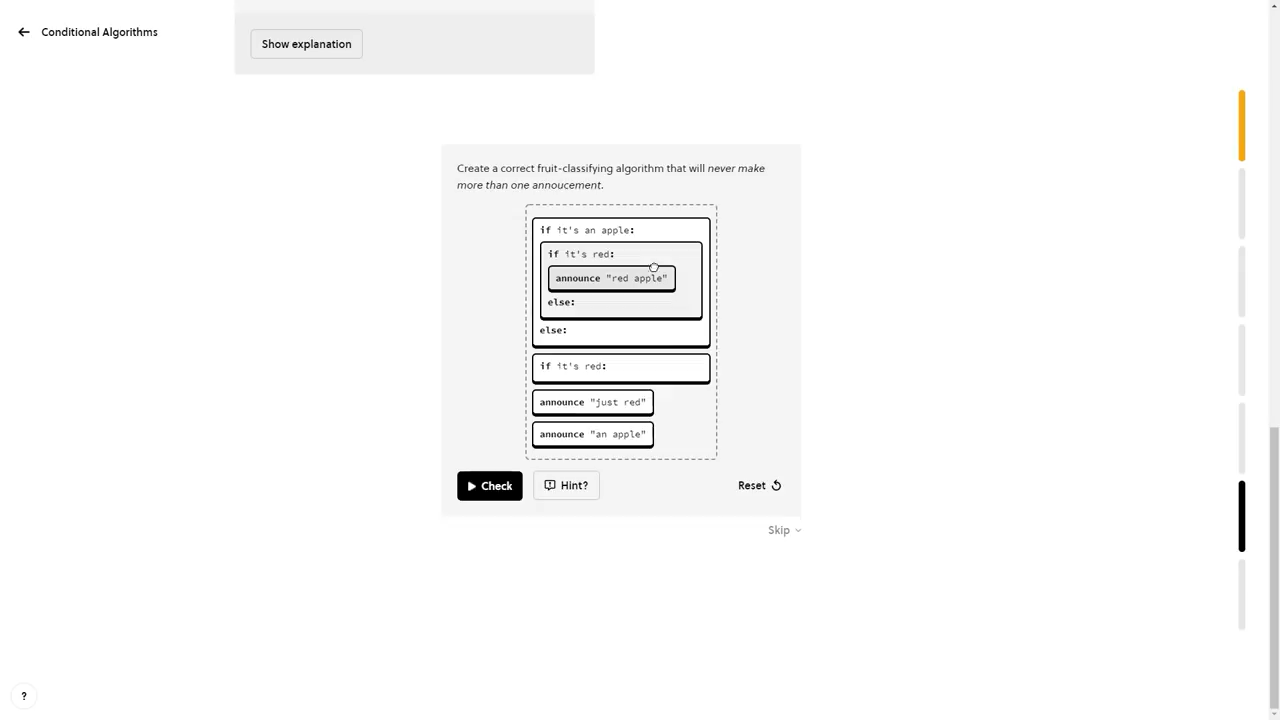 Conditional Algorithms
Show explanation
Create a correct fruit-classifying algorithm that will never make
more than one annoucement.
if it's an apple:
if it's red:
announce "red apple"
else:
else:
if it's red:
announce "just red"
announce "an apple"
Check
Hint?
Reset
Skip
?